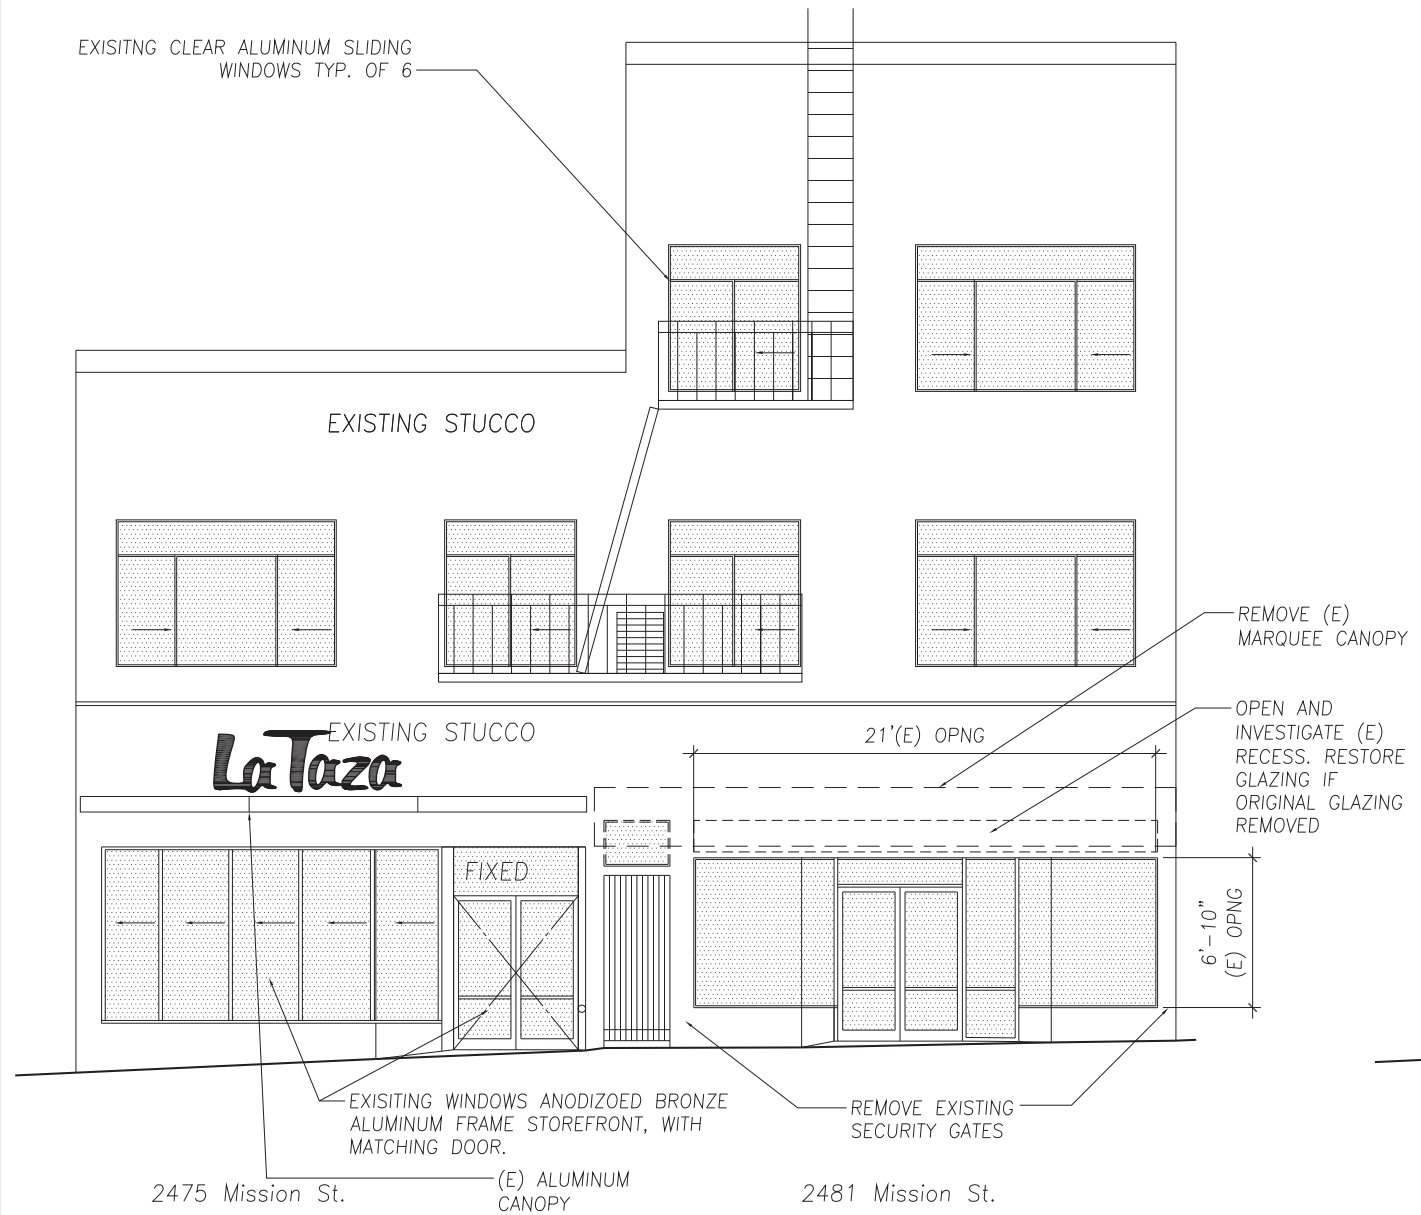 EXISITNG CLEAR ALUMINUM SLIDING
WINDOWS TYP. OF 6
EXISTING STUCCO
REMOVE (E)
MARQUEE CANOPY
OPEN AND
INVESTIGATE (E)
RECESS. RESTORE
GLAZING IF
ORIGINAL GLAZING
REMOVED
EXISTING STUCCO
La Taza
21'(E) OPNG
FIXED
6'-10"
(E) OPNG
EXISITING WINDOWS ANODIZOED BRONZE
ALUMINUM FRAME STOREFRONT, WITH
MATCHING DOOR.
REMOVE EXISTING
SECURITY GATES
(E) ALUMINUM
CANOPY
2475 Mission St.
2481 Mission St.